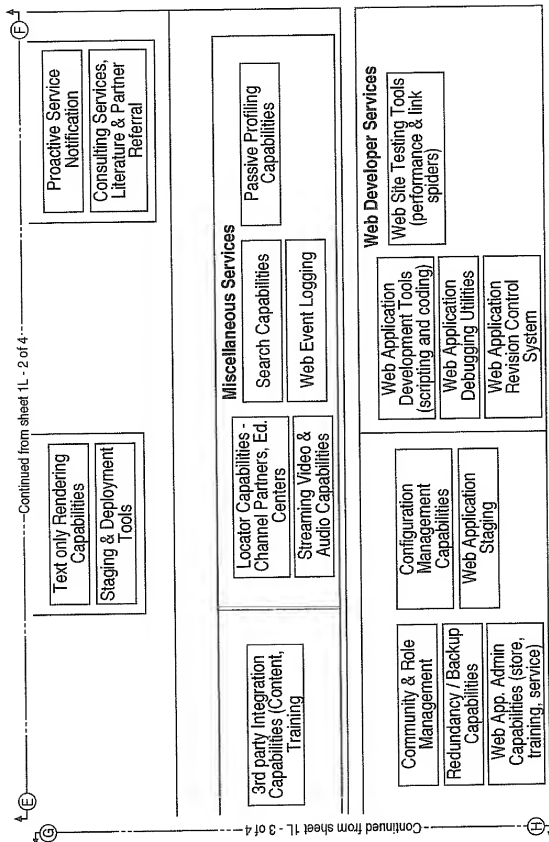 E
F
Continued from sheet 1L - 2 of 4
G
Continued from sheet 1L - 3 of 4
H
Text only Rendering
Capabilities
Staging & Deployment
Tools
Proactive Service
Notification
Consulting Services,
Literature & Partner
Referral
3rd party Integration
Capabilities (Content,
Training
Miscellaneous Services
Locator Capabilities -
Channel Partners, Ed.
Centers
Streaming Video &
Audio Capabilities
Search Capabilities
Web Event Logging
Passive Profiling
Capabilities
Community & Role
Management
Redundancy / Backup
Capabilities
Web App. Admin
Capabilities (store,
training, service)
Configuration
Management
Capabilities
Web Application
Staging
Web Developer Services
Web Application
Development Tools
(scripting and coding)
Web Application
Debugging Utilities
Web Application
Revision Control
System
Web Site Testing Tools
(performance & link
spiders)